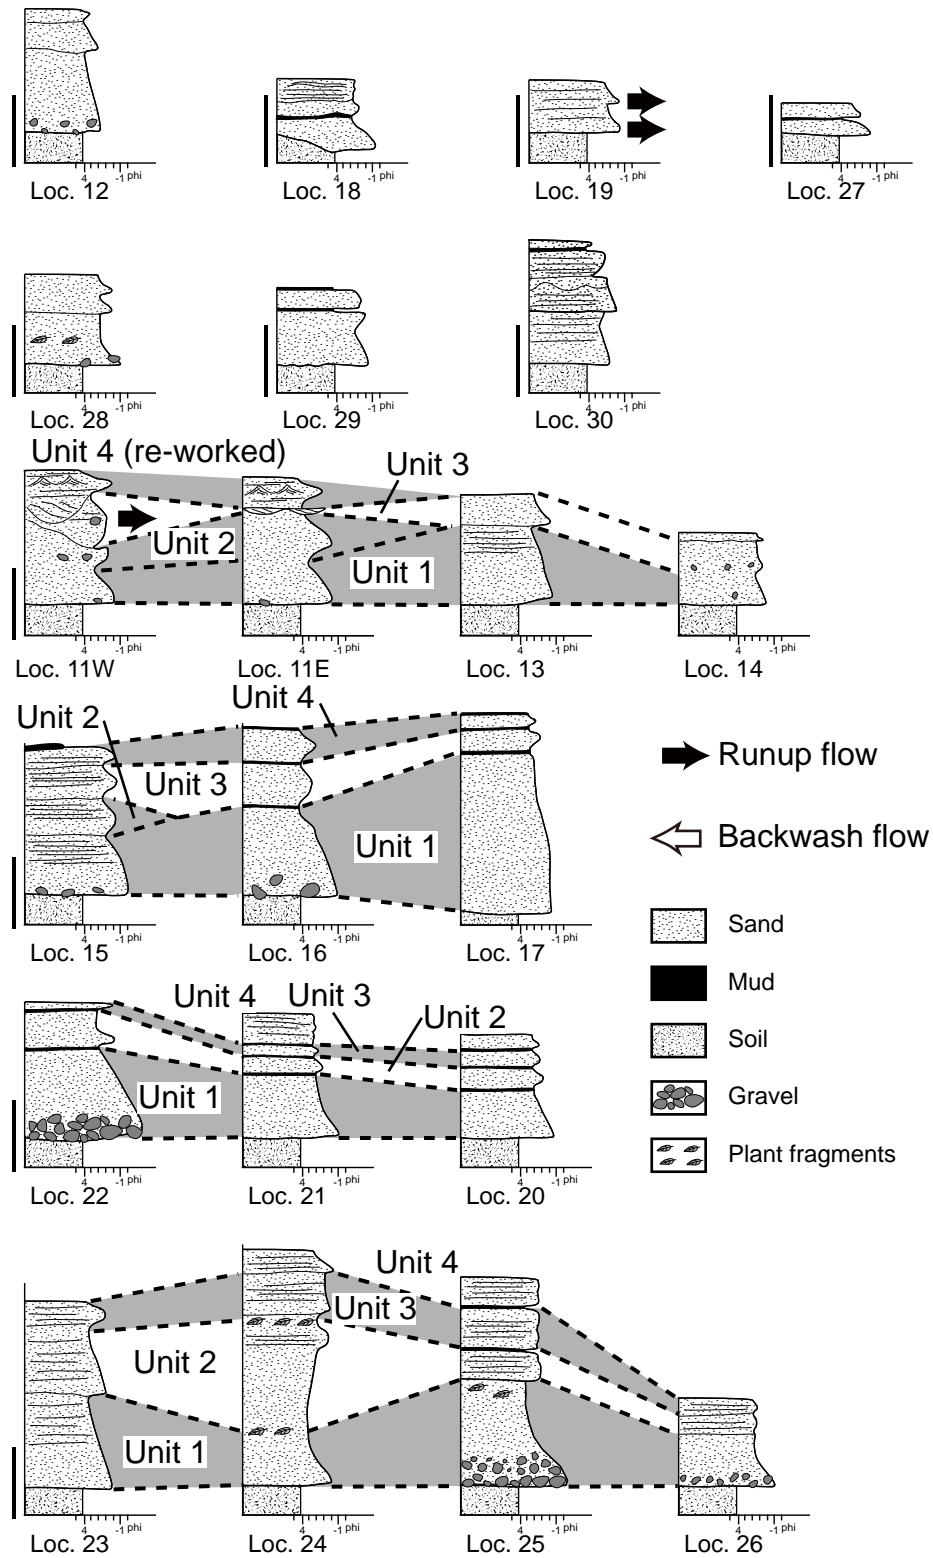 4 -1 phi
Loc. 12
4 -1 phi
Loc. 18
4 -1 phi
Loc. 19
4 -1 phi
Loc. 27
4 -1 phi
Loc. 28
4 -1 phi
Loc. 29
4 -1 phi
Loc. 30
Unit 4 (re-worked)
Unit 3
Unit 2
Unit 1
4 -1 phi
Loc. 11W
4 -1 phi
Loc. 11E
4 -1 phi
Loc. 13
4 -1 phi
Loc. 14
Unit 2
Unit 4
Unit 3
Unit 1
4 -1 phi
Loc. 15
4 -1 phi
Loc. 16
4 -1 phi
Loc. 17
Runup flow
Backwash flow
Sand
Mud
Soil
Gravel
Plant fragments
Unit 4
Unit 3
Unit 2
Unit 1
4 -1 phi
Loc. 22
4 -1 phi
Loc. 21
4 -1 phi
Loc. 20
Unit 4
Unit 3
Unit 2
Unit 1
4 -1 phi
Loc. 23
4 -1 phi
Loc. 24
4 -1 phi
Loc. 25
4 -1 phi
Loc. 26